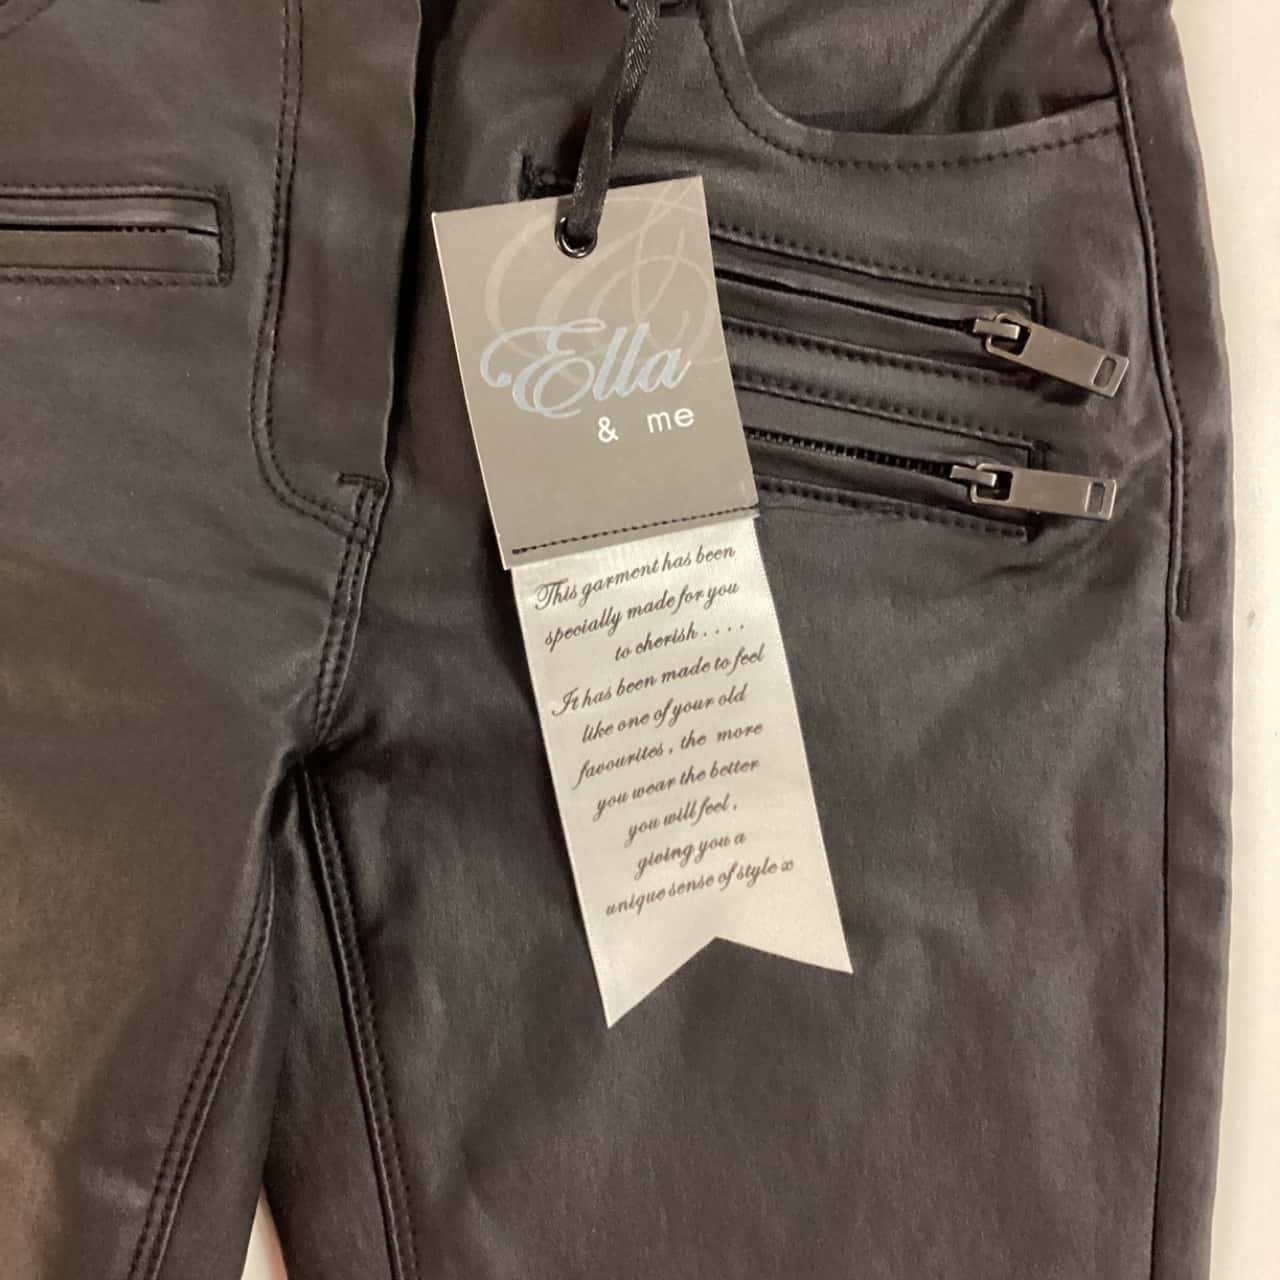 Ella
& me
This garment has been
specially made for you
to cherish . . . .
It has been made to feel
like one of your old
favourites , the more
you wear the better
you will feel ,
giving you a
unique sense of style x